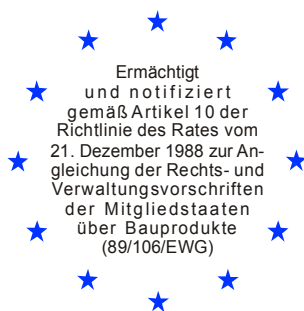 Ermächtigt
und notifiziert
gemäß Artikel 10 der
Richtlinie des Rates vom
21. Dezember 1988 zur An-
gleichung der Rechts- und
Verwaltungsvorschriften
der Mitgliedstaaten
über Bauprodukte
(89/106/EWG)